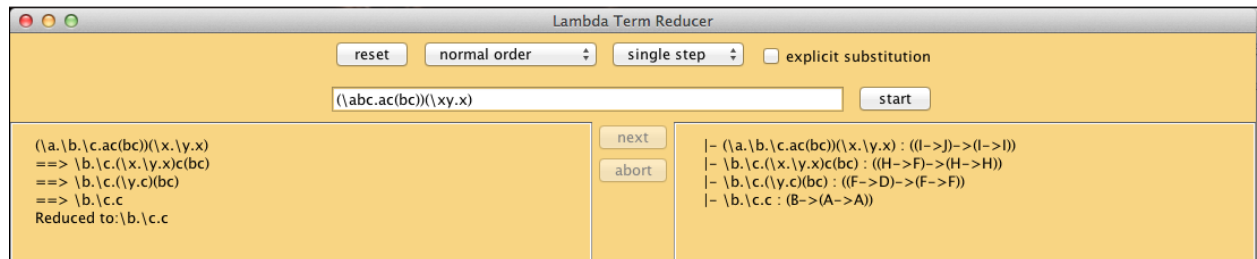 Lambda Term Reducer
reset normal order single step explicit substitution
(\abc.ac(bc))(\xy.x) start
next
abort
(\a.\b.\c.ac(bc))(\x.\y.x)
==> \b.\c.(\x.\y.x)c(bc)
==> \b.\c.(\y.c)(bc)
==> \b.\c.c
Reduced to:\b.\c.c
|- (\a.\b.\c.ac(bc))(\x.\y.x) : ((I->J)->(I->I))
|- \b.\c.(\x.\y.x)c(bc) : ((H->F)->(H->H))
|- \b.\c.(\y.c)(bc) : ((F->D)->(F->F))
|- \b.\c.c : (B->(A->A))